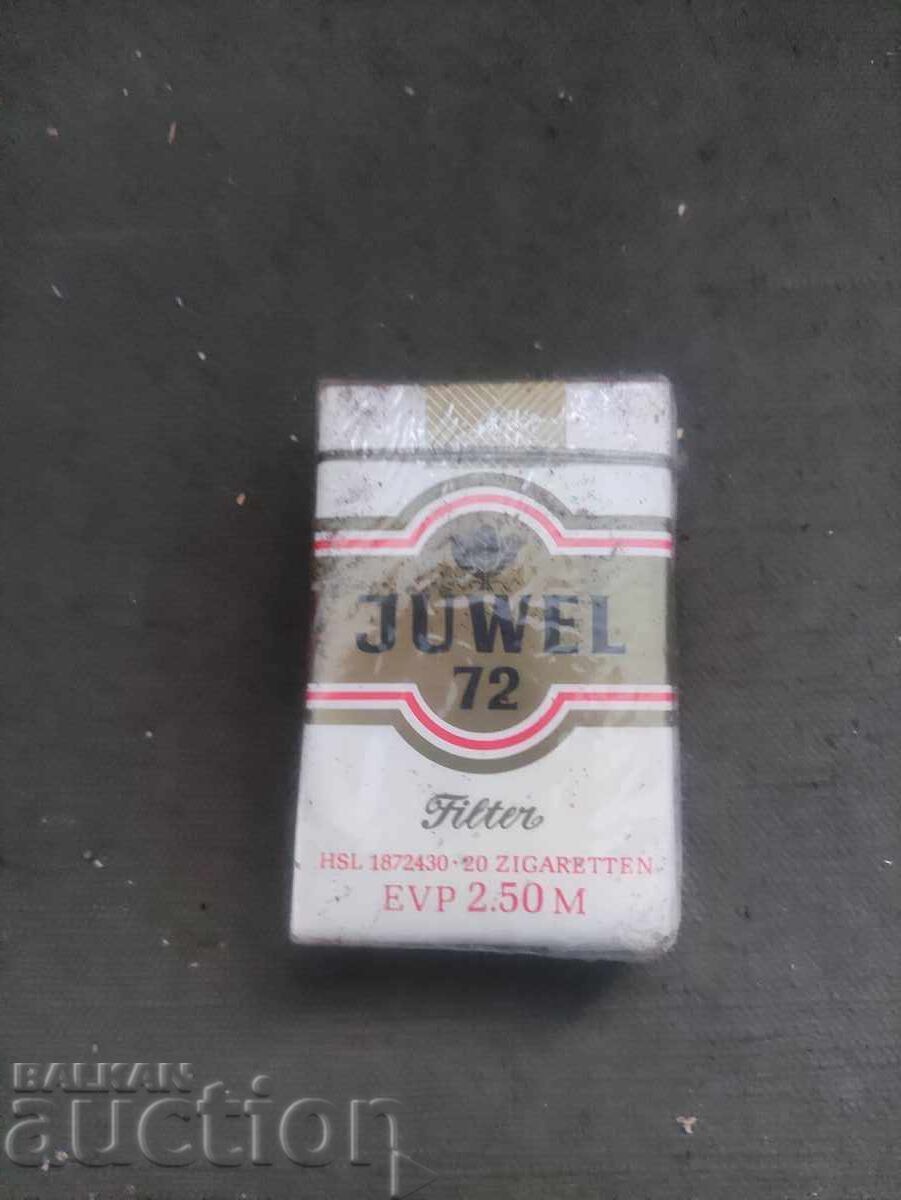 JUWEL
72
Filter
HSL 1872430 · 20 ZIGARETTEN
EVP 2.50 M
BALKAN
auction